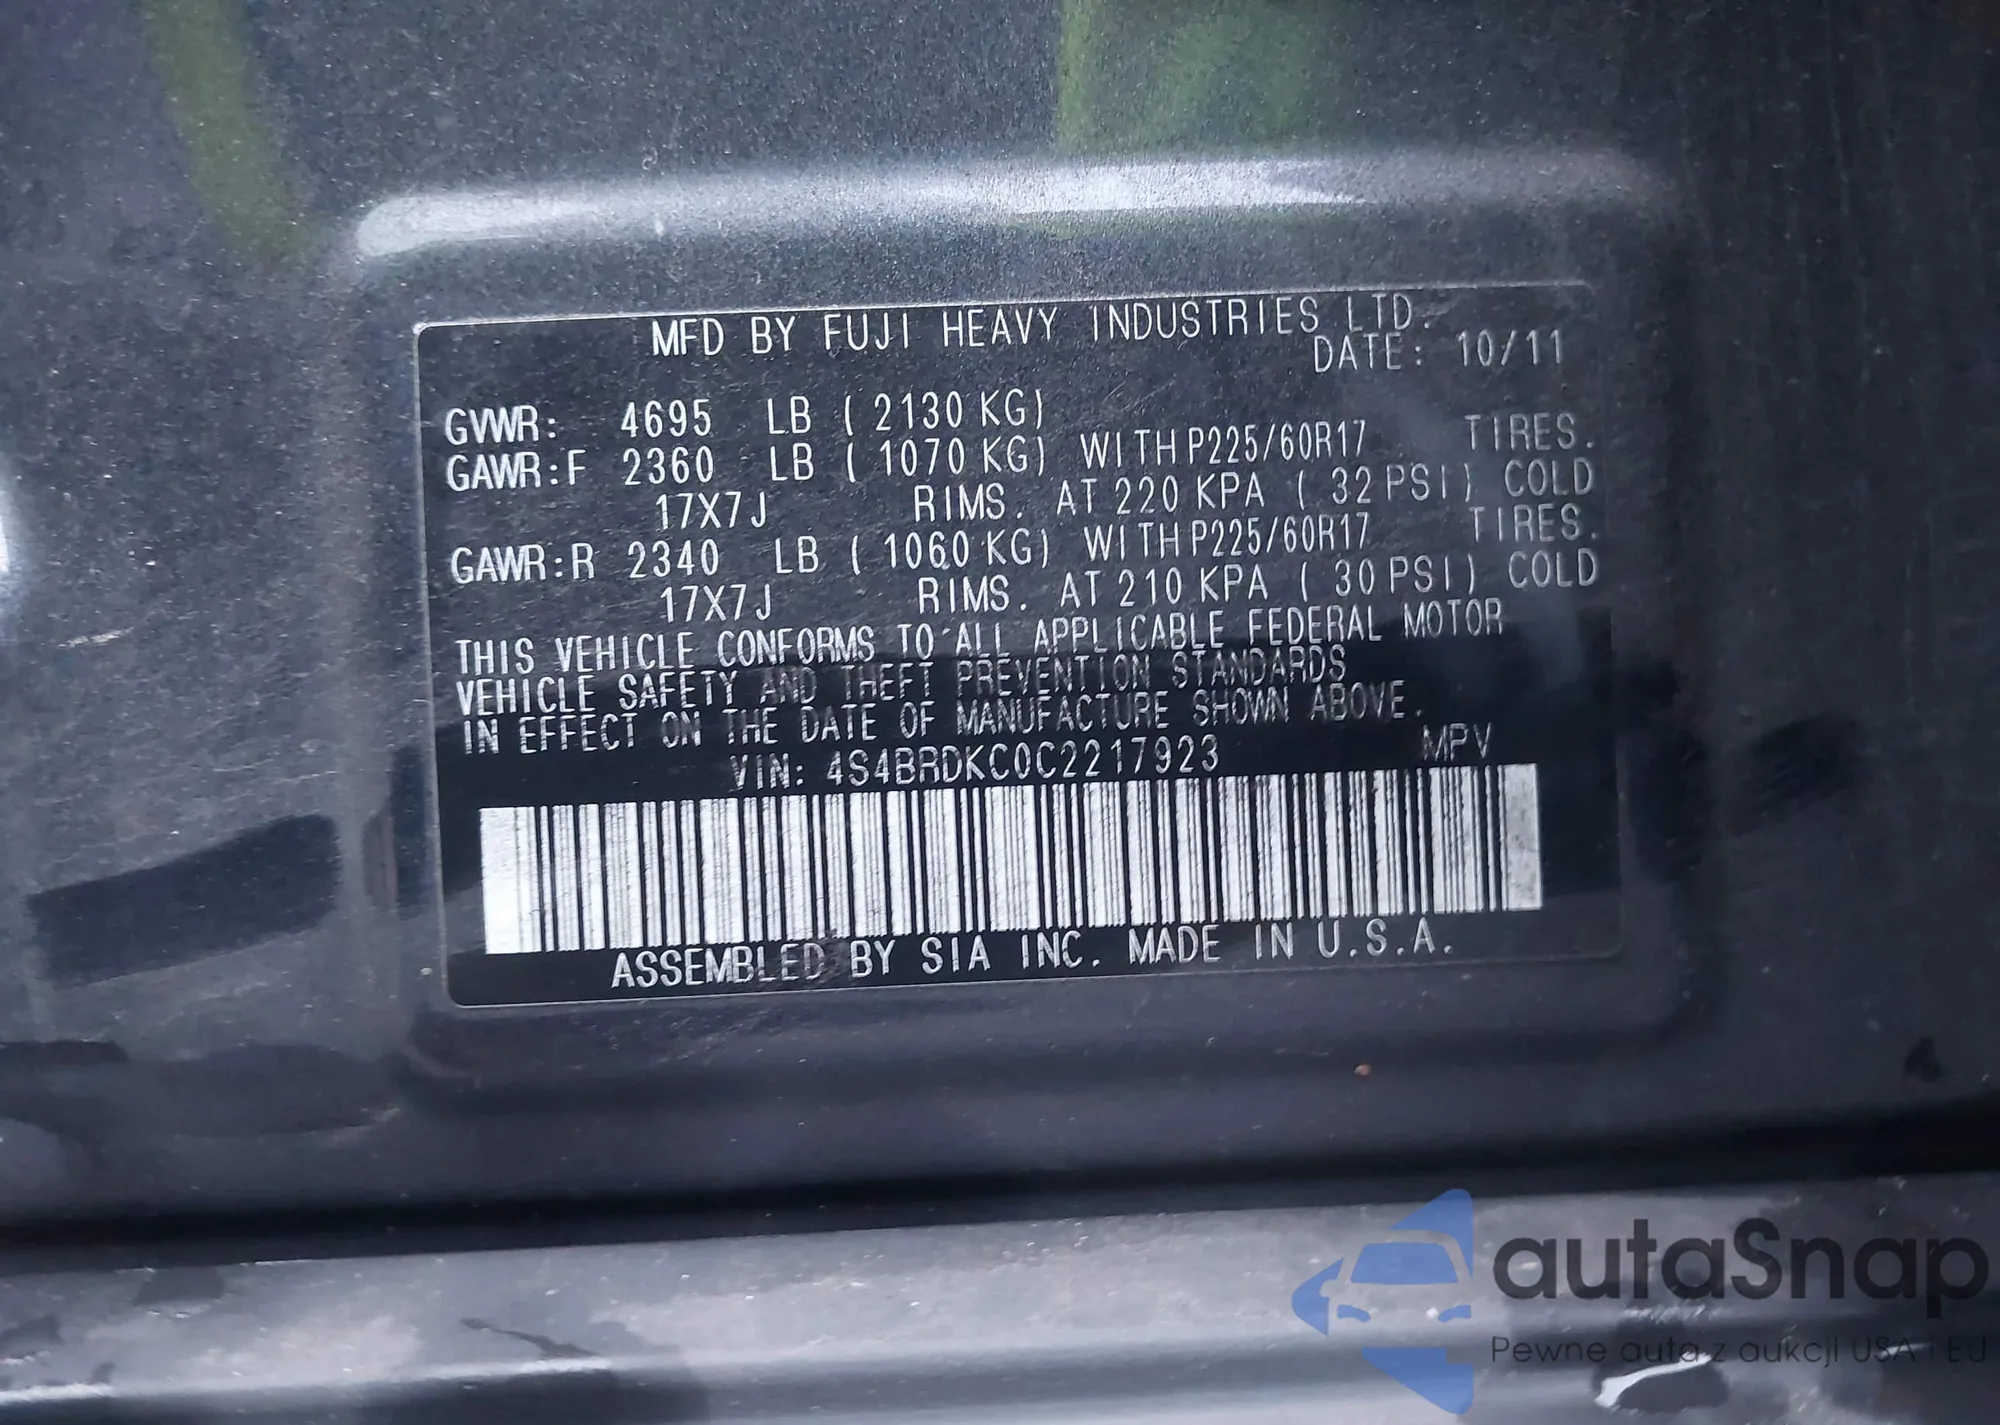 MFD BY FUJI HEAVY INDUSTRIES LTD.
DATE: 10/11
GVWR: 4695 LB ( 2130 KG)
GAWR:F 2360 LB ( 1070 KG) WITH P225/60R17 TIRES.
17X7J RIMS. AT 220 KPA ( 32 PSI) COLD
GAWR:R 2340 LB ( 1060 KG) WITH P225/60R17 TIRES.
17X7J RIMS. AT 210 KPA ( 30 PSI) COLD
THIS VEHICLE CONFORMS TO ALL APPLICABLE FEDERAL MOTOR
VEHICLE SAFETY AND THEFT PREVENTION STANDARDS
IN EFFECT ON THE DATE OF MANUFACTURE SHOWN ABOVE.
VIN: 4S4BRDKC0C2217923 MPV
ASSEMBLED BY SIA INC. MADE IN U.S.A.
autaSnap
Pewne auta z aukcji USA i EU